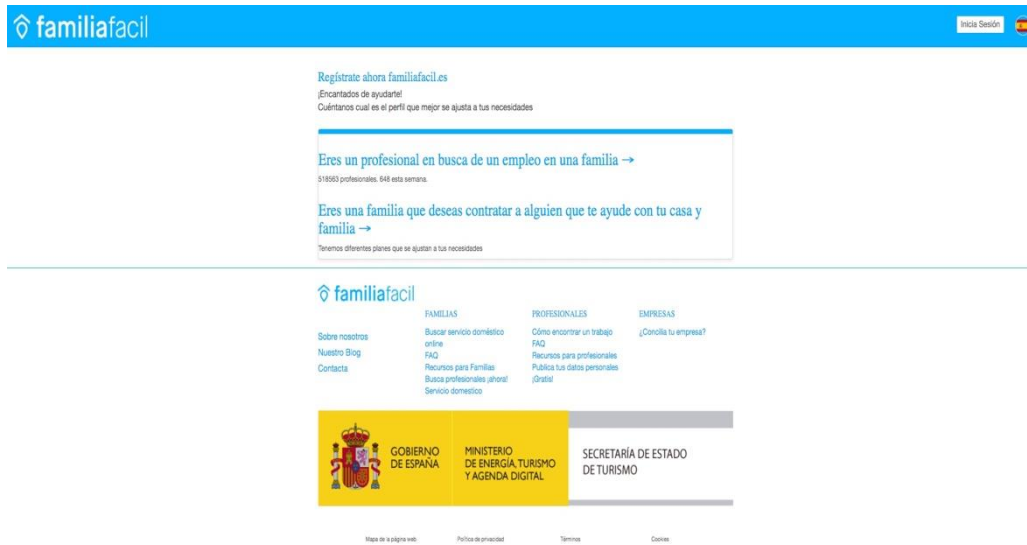 familiafacil
Inicia Sesión
Regístrate ahora familiafacil.es
¡Encantados de ayudarte!
Cuéntanos cual es el perfil que mejor se ajusta a tus necesidades
Eres un profesional en busca de un empleo en una familia →
518563 profesionales. 648 esta semana.
Eres una familia que deseas contratar a alguien que te ayude con tu casa y
familia →
Tenemos diferentes planes que se ajustan a tus necesidades
familiafacil
Sobre nosotros
Nuestro Blog
Contacta
FAMILIAS
Buscar servicio doméstico
online
FAQ
Recursos para Familias
Busca profesionales ¡ahora!
Servicio domestico
PROFESIONALES
Cómo encontrar un trabajo
FAQ
Recursos para profesionales
Publica tus datos personales
¡Gratis!
EMPRESAS
¿Concilia tu empresa?
GOBIERNO
DE ESPAÑA
MINISTERIO
DE ENERGÍA, TURISMO
Y AGENDA DIGITAL
SECRETARÍA DE ESTADO
DE TURISMO
Mapa de la página web
Política de privacidad
Términos
Cookies